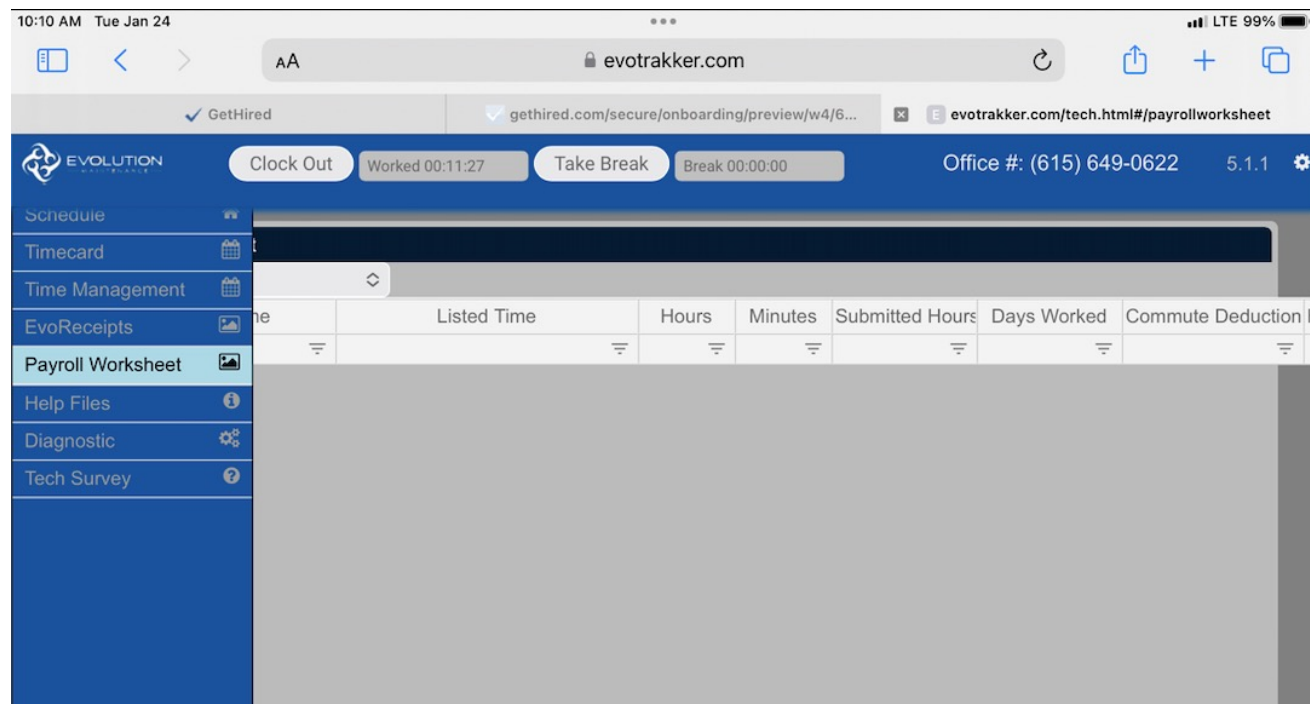 10:10 AM Tue Jan 24
LTE 99%
AA evotrakker.com
GetHired gethired.com/secure/onboarding/preview/w4/6... E evotrakker.com/tech.html#/payrollworksheet
EVOLUTION
MAINTENANCE
Clock Out Worked 00:11:27 Take Break Break 00:00:00 Office #: (615) 649-0622 5.1.1
Schedule
Timecard t
Time Management
EvoReceipts ne Listed Time Hours Minutes Submitted Hours Days Worked Commute Deduction
Payroll Worksheet
Help Files
Diagnostic
Tech Survey